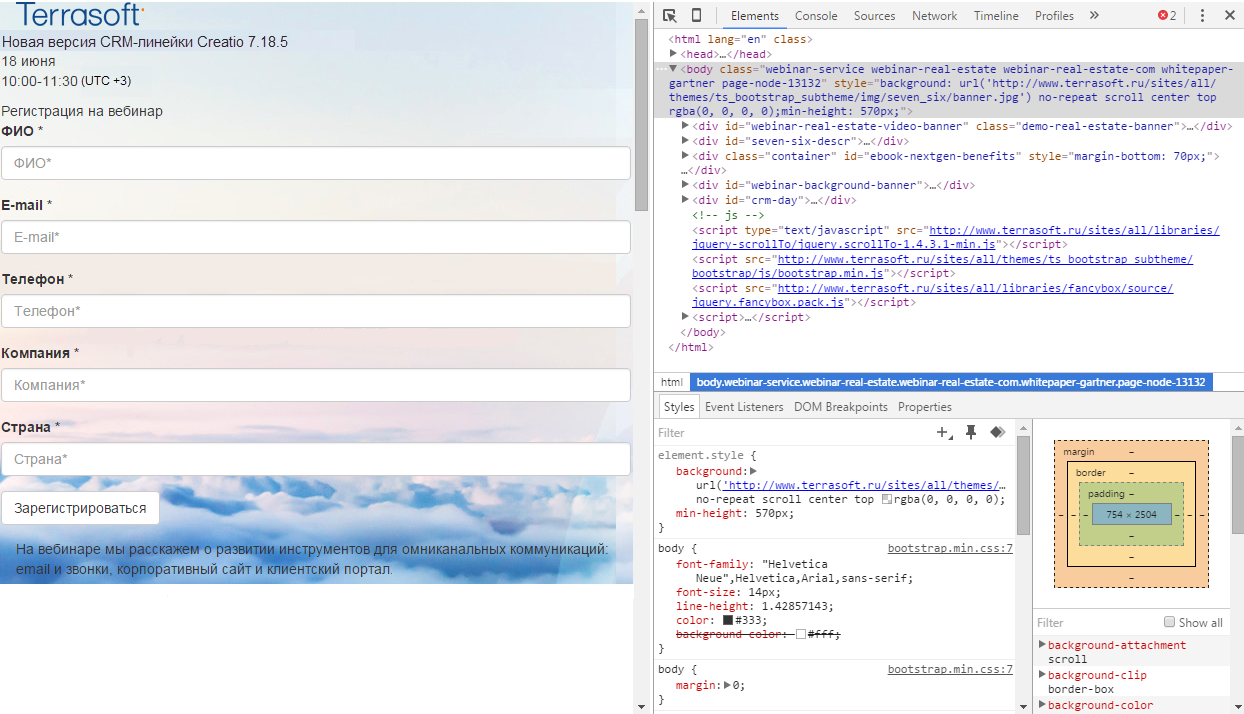 Terrasoft
Новая версия CRM-линейки Creatio 7.18.5
18 июня
10:00-11:30 (UTC +3)
Регистрация на вебинар
ФИО *
ФИО*
E-mail *
E-mail*
Телефон *
Телефон*
Компания *
Компания*
Страна *
Страна*
Зарегистрироваться
На вебинаре мы расскажем о развитии инструментов для омниканальных коммуникаций:
email и звонки, корпоративный сайт и клиентский портал.
Elements Console Sources Network Timeline Profiles » 2
<html lang="en" class>
<head>…</head>
<body class="webinar-service webinar-real-estate webinar-real-estate-com whitepaper-
gartner page-node-13132" style="background: url('http://www.terrasoft.ru/sites/all/
themes/ts_bootstrap_subtheme/img/seven_six/banner.jpg') no-repeat scroll center top
rgba(0, 0, 0, 0);min-height: 570px;">
<div id="webinar-real-estate-video-banner" class="demo-real-estate-banner">…</div>
<div id="seven-six-descr">…</div>
<div class="container" id="ebook-nextgen-benefits" style="margin-bottom: 70px;">
…</div>
<div id="webinar-background-banner">…</div>
<div id="crm-day">…</div>
<!-- js -->
<script type="text/javascript" src="http://www.terrasoft.ru/sites/all/libraries/
jquery-scrollTo/jquery.scrollTo-1.4.3.1-min.js"></script>
<script src="http://www.terrasoft.ru/sites/all/themes/ts_bootstrap_subtheme/
bootstrap/js/bootstrap.min.js"></script>
<script src="http://www.terrasoft.ru/sites/all/libraries/fancybox/source/
jquery.fancybox.pack.js"></script>
<script>…</script>
</body>
</html>
html body.webinar-service.webinar-real-estate.webinar-real-estate-com.whitepaper-gartner.page-node-13132
Styles Event Listeners DOM Breakpoints Properties
Filter
element.style {
background:
url('http://www.terrasoft.ru/sites/all/themes/…
no-repeat scroll center top rgba(0, 0, 0, 0);
min-height: 570px;
}
body { bootstrap.min.css:7
font-family: "Helvetica
Neue",Helvetica,Arial,sans-serif;
font-size: 14px;
line-height: 1.42857143;
color: #333;
background-color: #fff;
}
body { bootstrap.min.css:7
margin: 0;
}
margin –
border –
padding –
– – – 754 × 2504 – – –
–
–
–
Filter Show all
background-attachment
scroll
background-clip
border-box
background-color